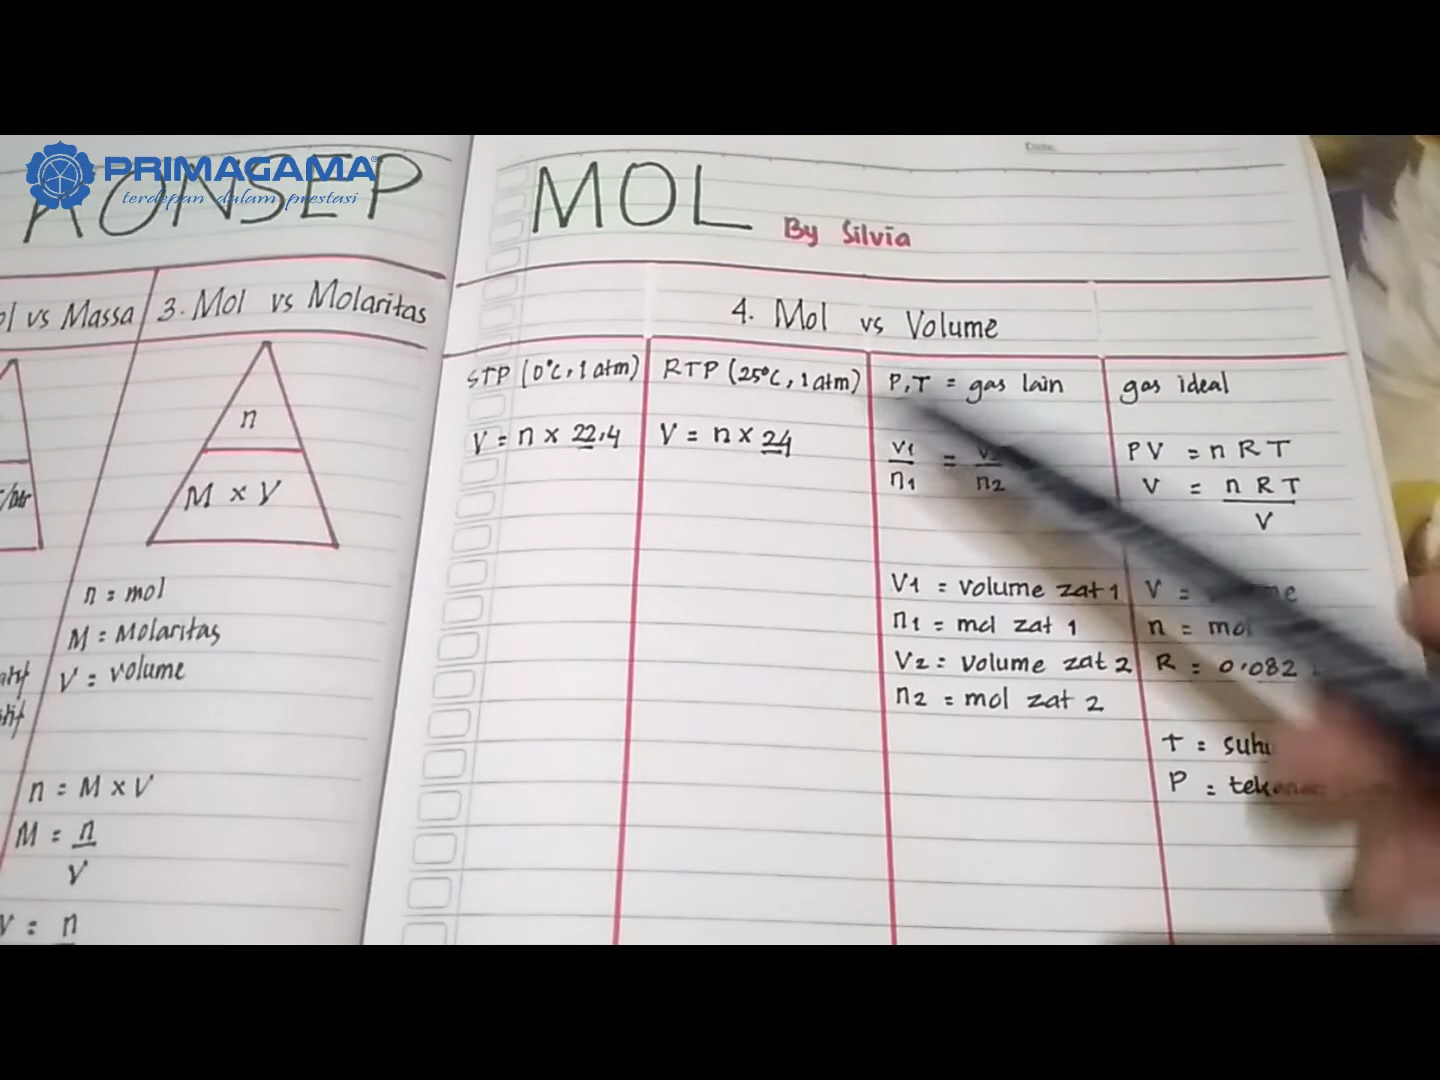 PRIMAGAMA
terdepan dalam prestasi
KONSEP MOL
By Silvia
vs Massa
3. Mol vs Molaritas
n
M x V
n = mol
M = Molaritas
V = volume
n = M x V
M = n
V
V = n
4. Mol vs Volume
STP (0°C, 1 atm)
V = n x 22,4
RTP (25°C, 1 atm)
V = n x 24
P,T = gas lain
V1 =
n1 n2
V1 = volume zat 1
n1 = mol zat 1
V2 = volume zat 2
n2 = mol zat 2
gas ideal
PV = n R T
V = n R T
V
V =
n = mol
R = 0.082
T =
P =